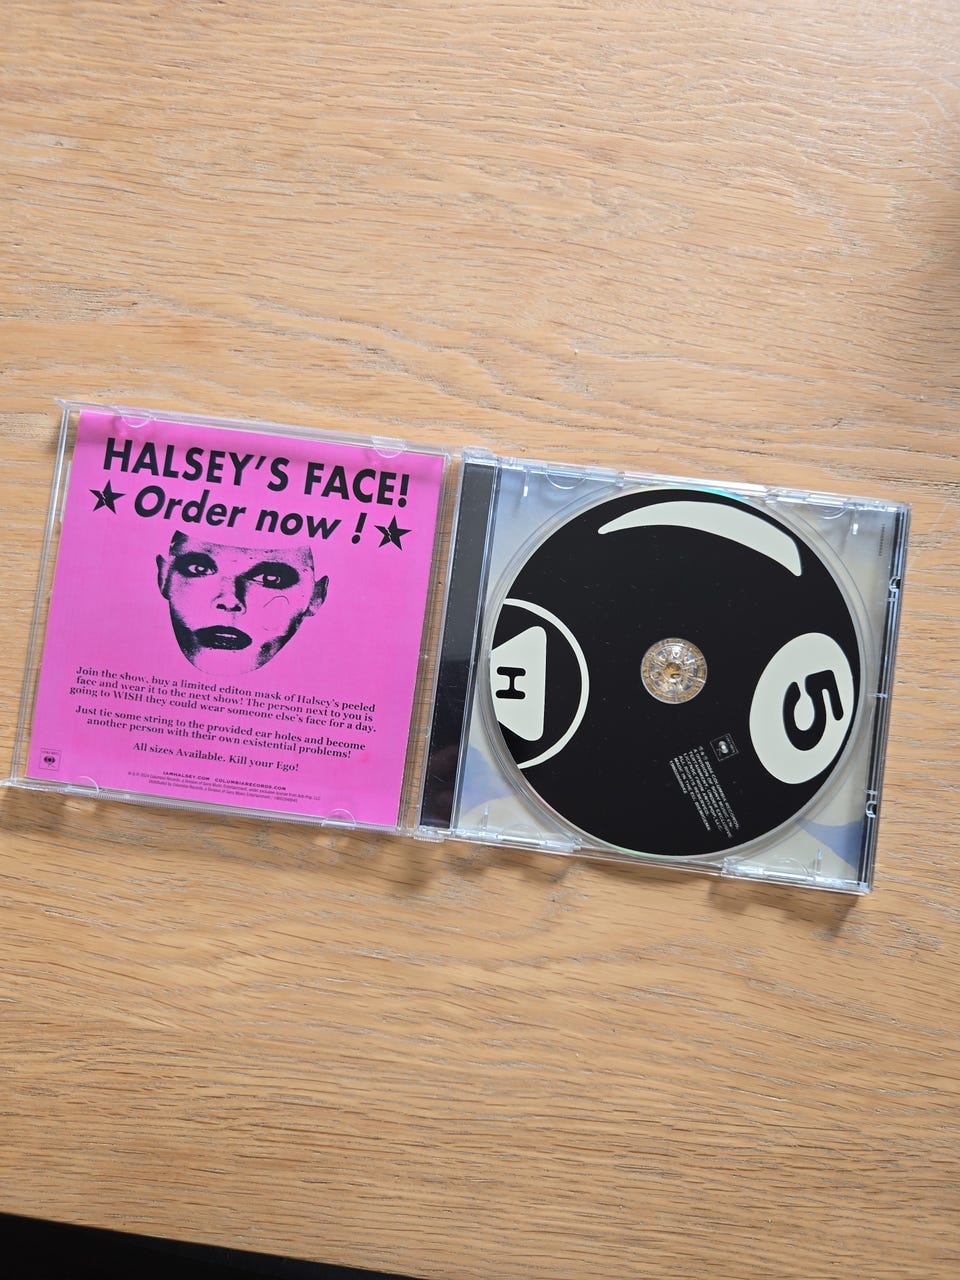 HALSEY'S FACE!
Order now !
Join the show, buy a limited editon mask of Halsey's peeled
face and wear it to the next show! The person next to you is
going to WISH they could wear someone else's face for a day.
Just tie some string to the provided ear holes and become
another person with their own existential problems!
All sizes Available. Kill your Ego!
IAMHALSEY.COM COLUMBIARECORDS.COM
H
5